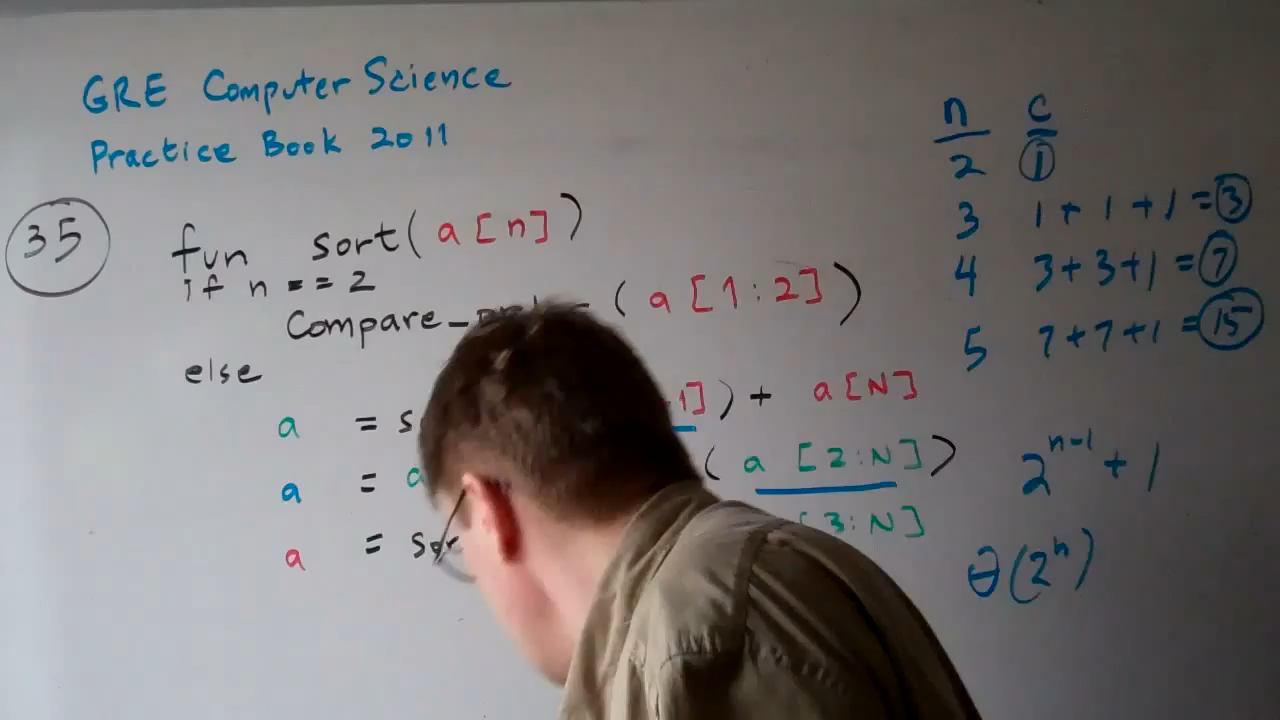 GRE Computer Science
Practice Book 2011
35
fun sort(a[n])
if n == 2
Compare_ (a[1:2])
else
a = s 1]) + a[N]
a = a (a [2:N])
a = sor [3:N]
n c
2 1
3 1+1+1=3
4 3+3+1=7
5 7+7+1=15
2^{n-1} + 1
θ(2^n)